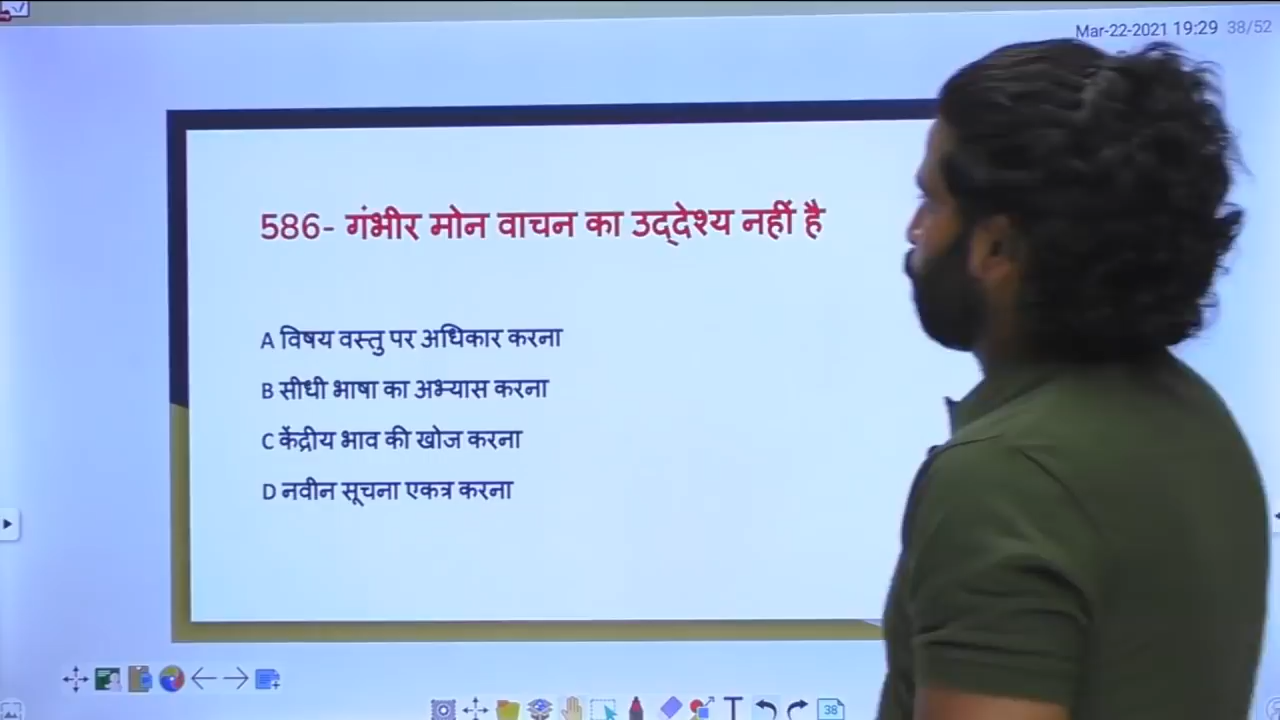 Mar-22-2021 19:29 38/52
586- गंभीर मोन वाचन का उद्देश्य नहीं है
A विषय वस्तु पर अधिकार करना
B सीधी भाषा का अभ्यास करना
C केंद्रीय भाव की खोज करना
D नवीन सूचना एकत्र करना
T
38